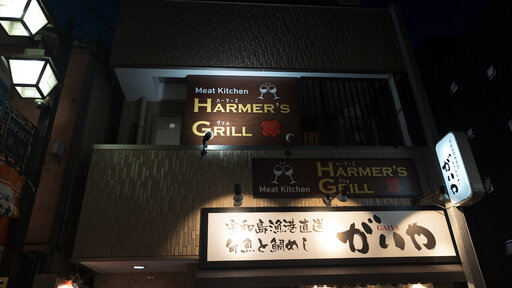 Meat Kitchen
ハーマーズ
HARMER'S
グリル
GRILL
Meat Kitchen
ハーマーズ
HARMER'S
グリル
GRILL
宇和島漁港直送
旬魚と鯛めし
がいや
GAIYA
がいや